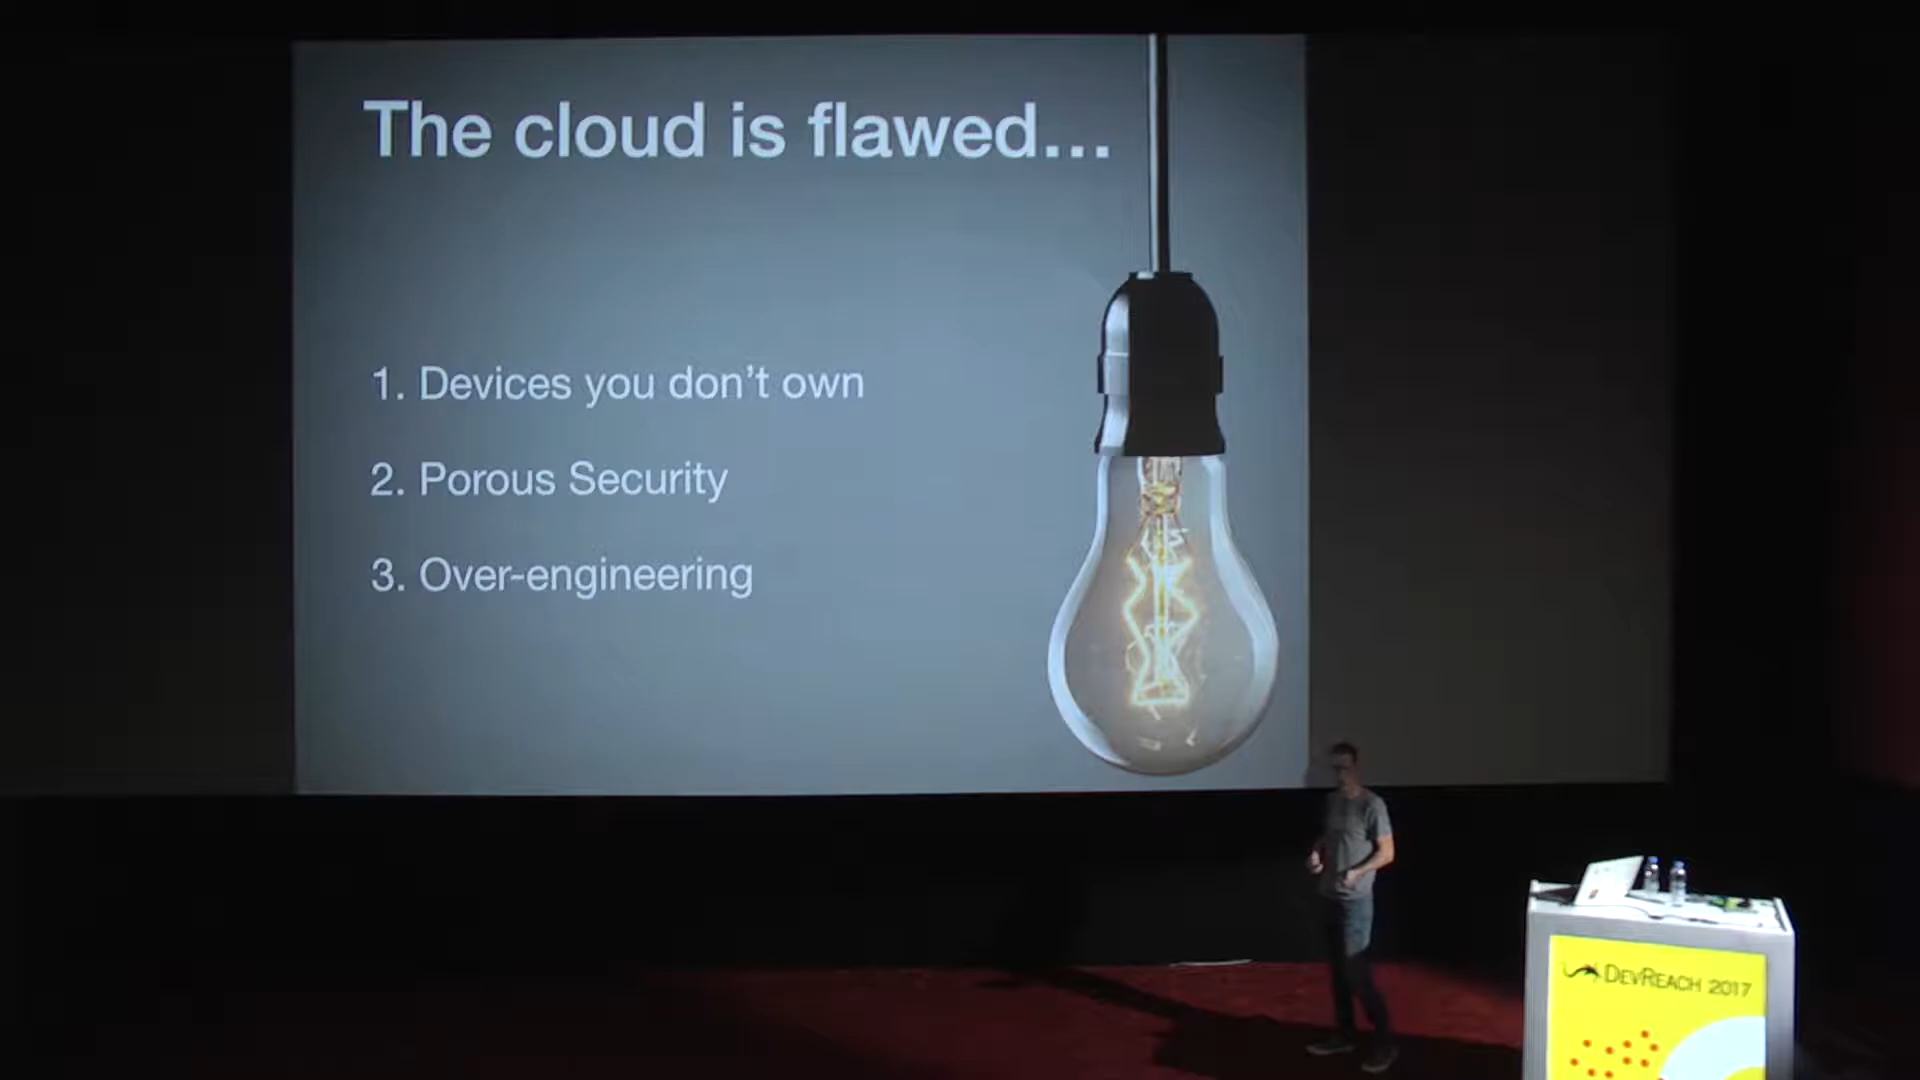 The cloud is flawed...
1. Devices you don't own
2. Porous Security
3. Over-engineering
DEVREACH 2017